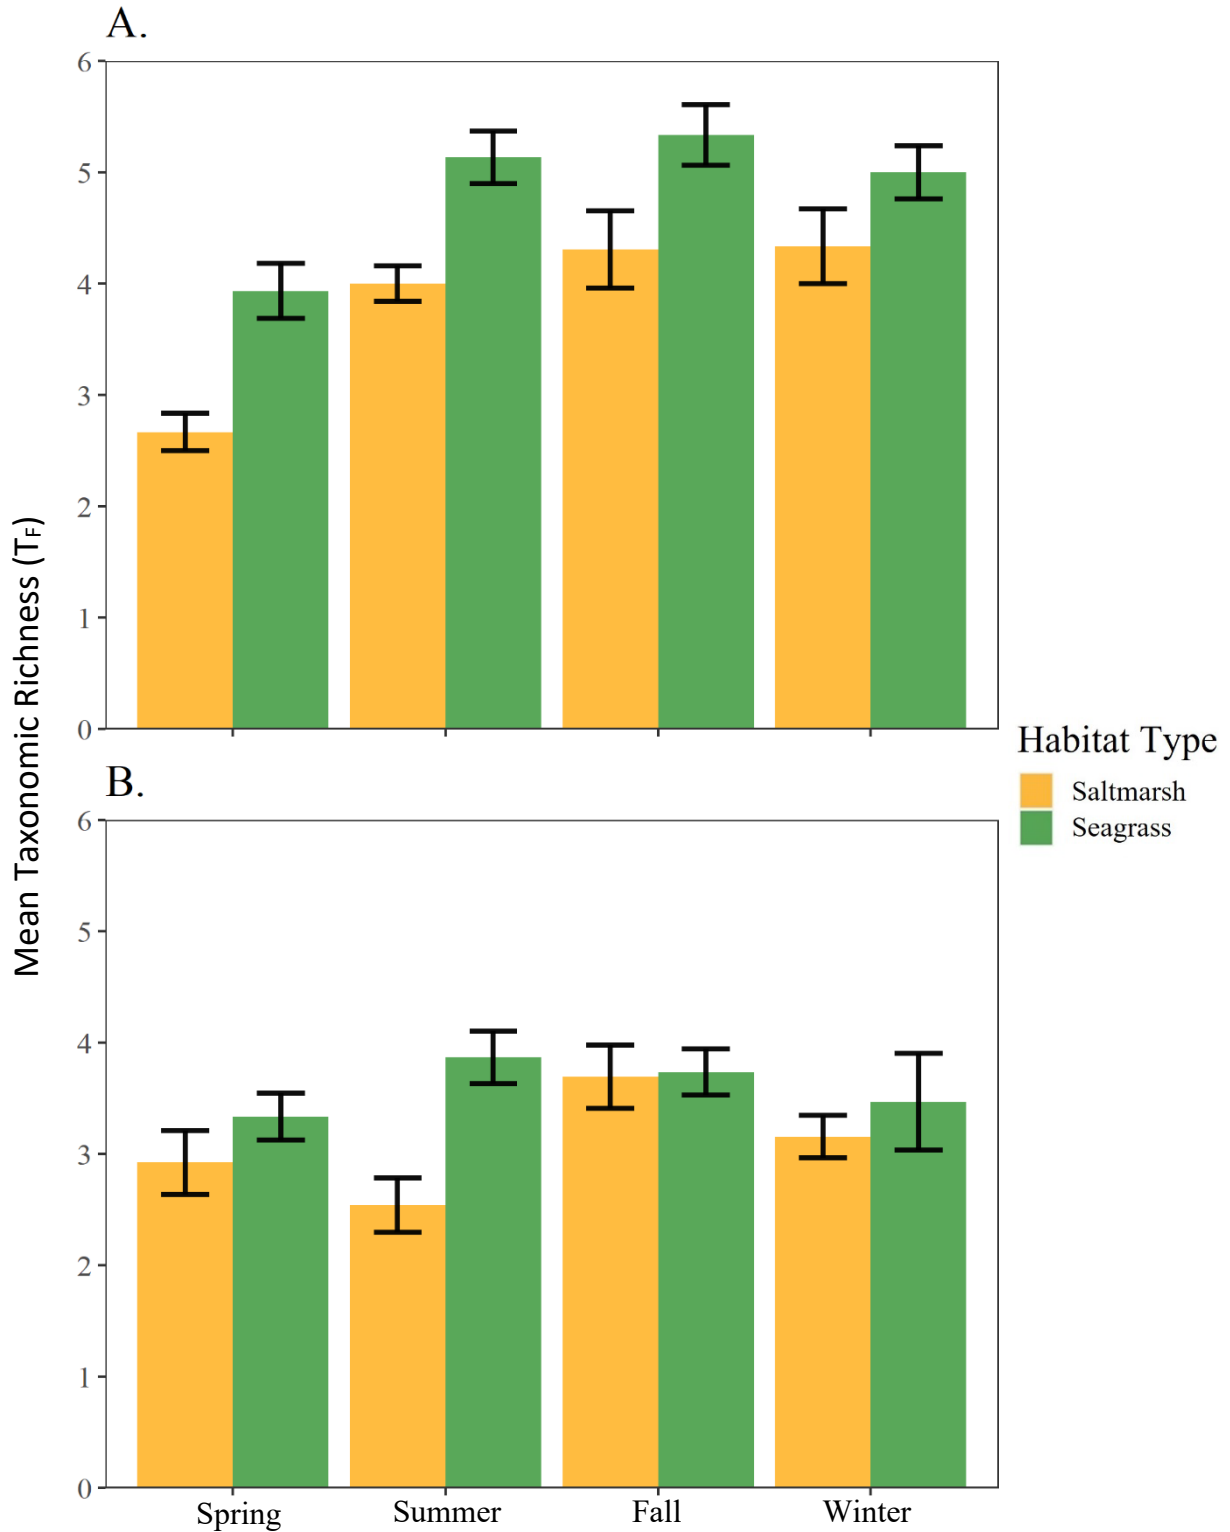 A.
6
5
4
3
2
1
0
Mean Taxonomic Richness (TF)
Habitat Type
Saltmarsh
Seagrass
B.
6
5
4
3
2
1
0
Spring Summer Fall Winter